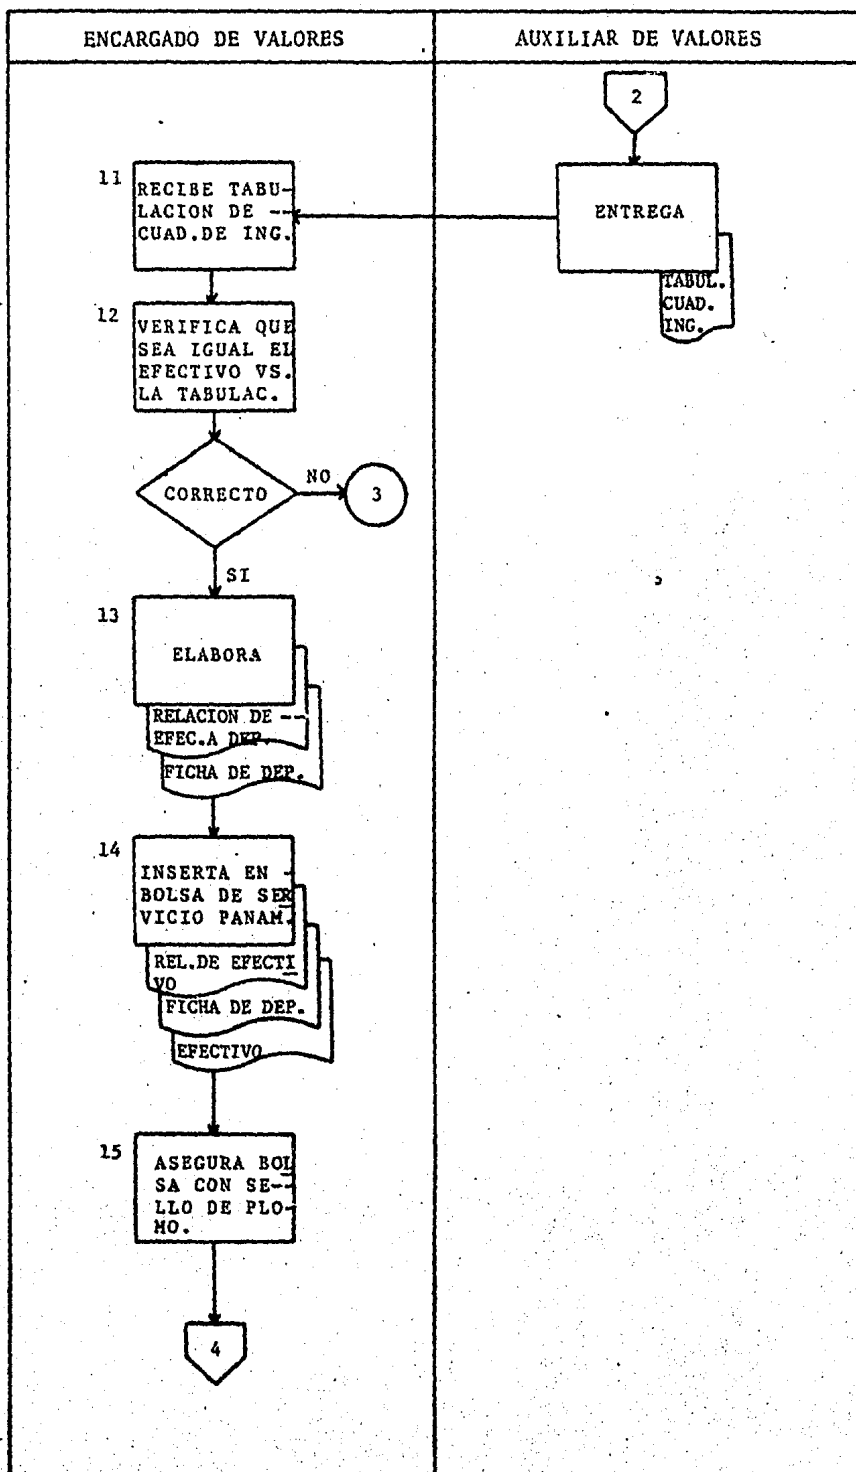 ENCARGADO DE VALORES
AUXILIAR DE VALORES
2
ENTREGA
TABUL.
CUAD.
ING.
11
RECIBE TABU-
LACION DE --
CUAD.DE ING.
12
VERIFICA QUE
SEA IGUAL EL
EFECTIVO VS.
LA TABULAC.
CORRECTO
NO
3
SI
13
ELABORA
RELACION DE --
EFEC.A DEP.
FICHA DE DEP.
14
INSERTA EN -
BOLSA DE SER
VICIO PANAM.
REL.DE EFECTI
VO
FICHA DE DEP.
EFECTIVO
15
ASEGURA BOL
SA CON SE--
LLO DE PLO-
MO.
4